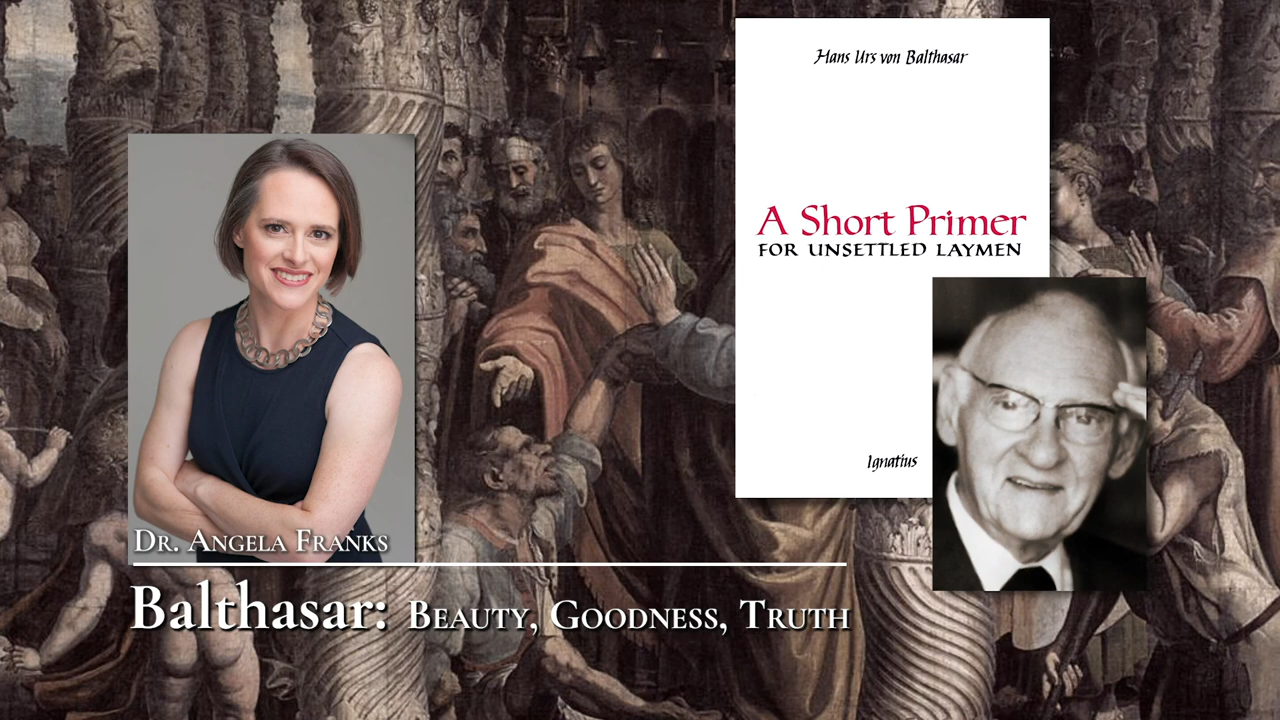 Hans Urs von Balthasar
A Short Primer
FOR UNSETTLED LAYMEN
Ignatius
Dr. Angela Franks
Balthasar: Beauty, Goodness, Truth